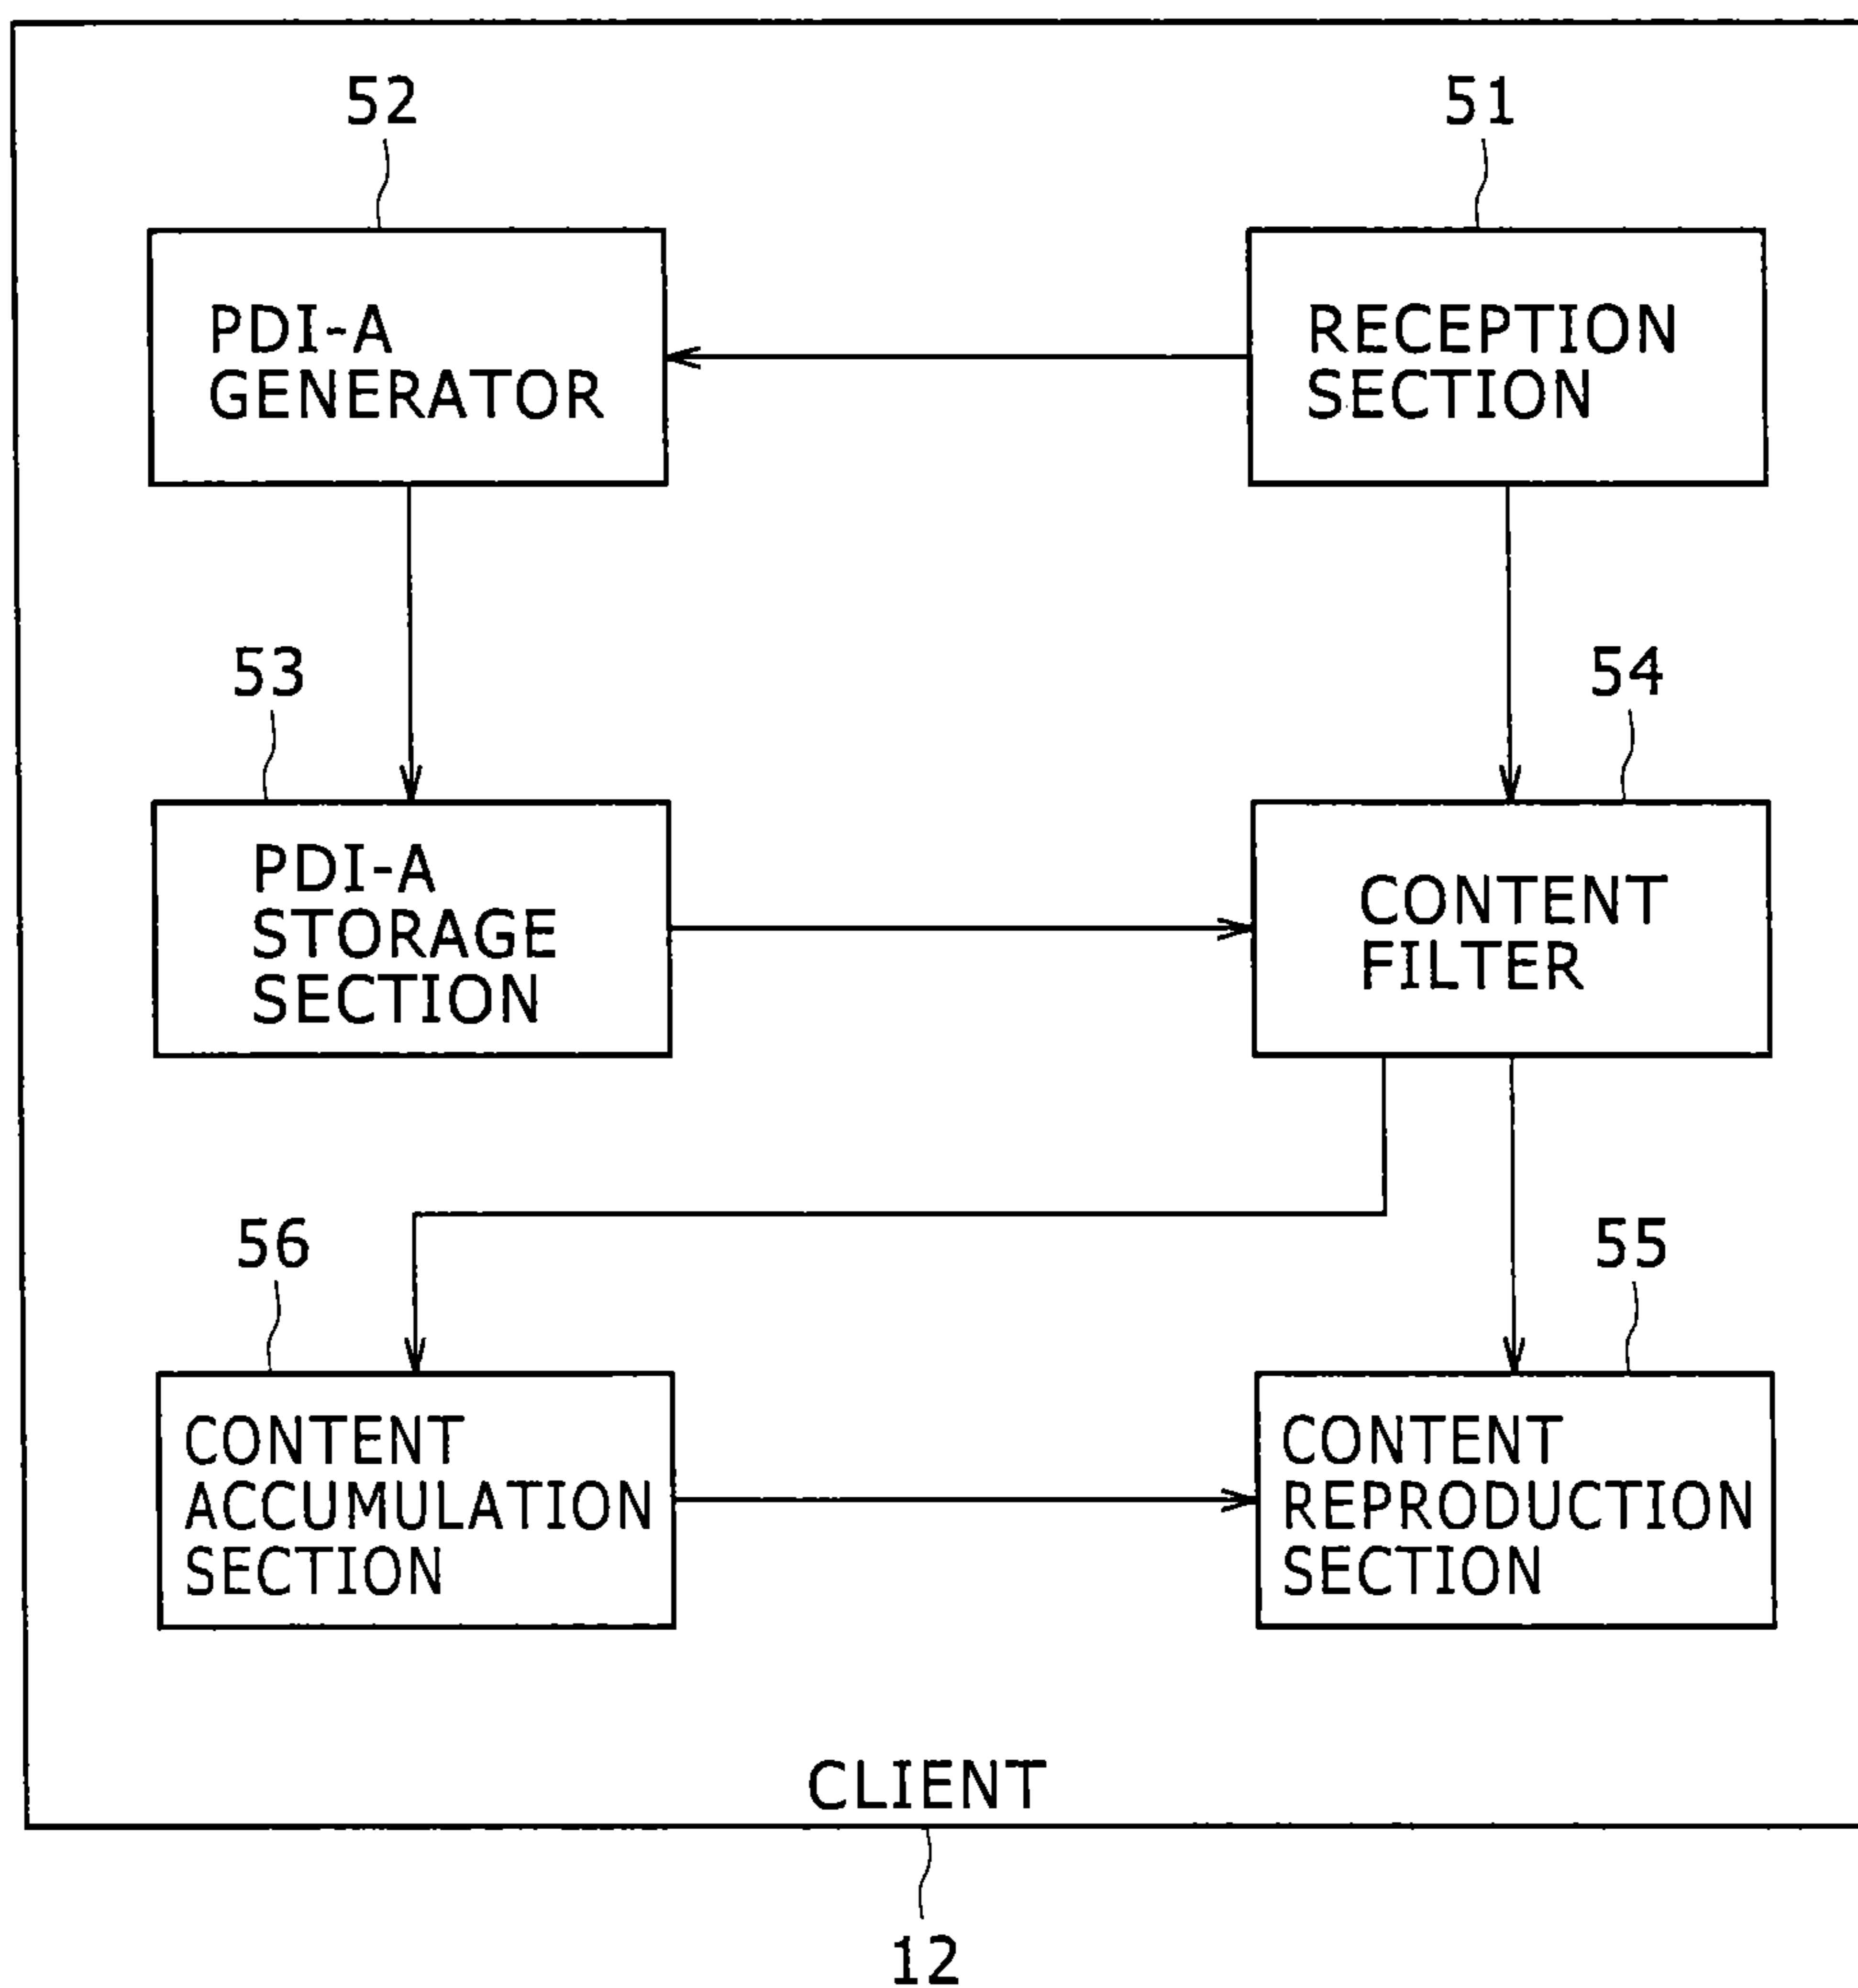 52
51
PDI-A
GENERATOR
RECEPTION
SECTION
53
54
PDI-A
STORAGE
SECTION
CONTENT
FILTER
56
55
CONTENT
ACCUMULATION
SECTION
CONTENT
REPRODUCTION
SECTION
CLIENT
12